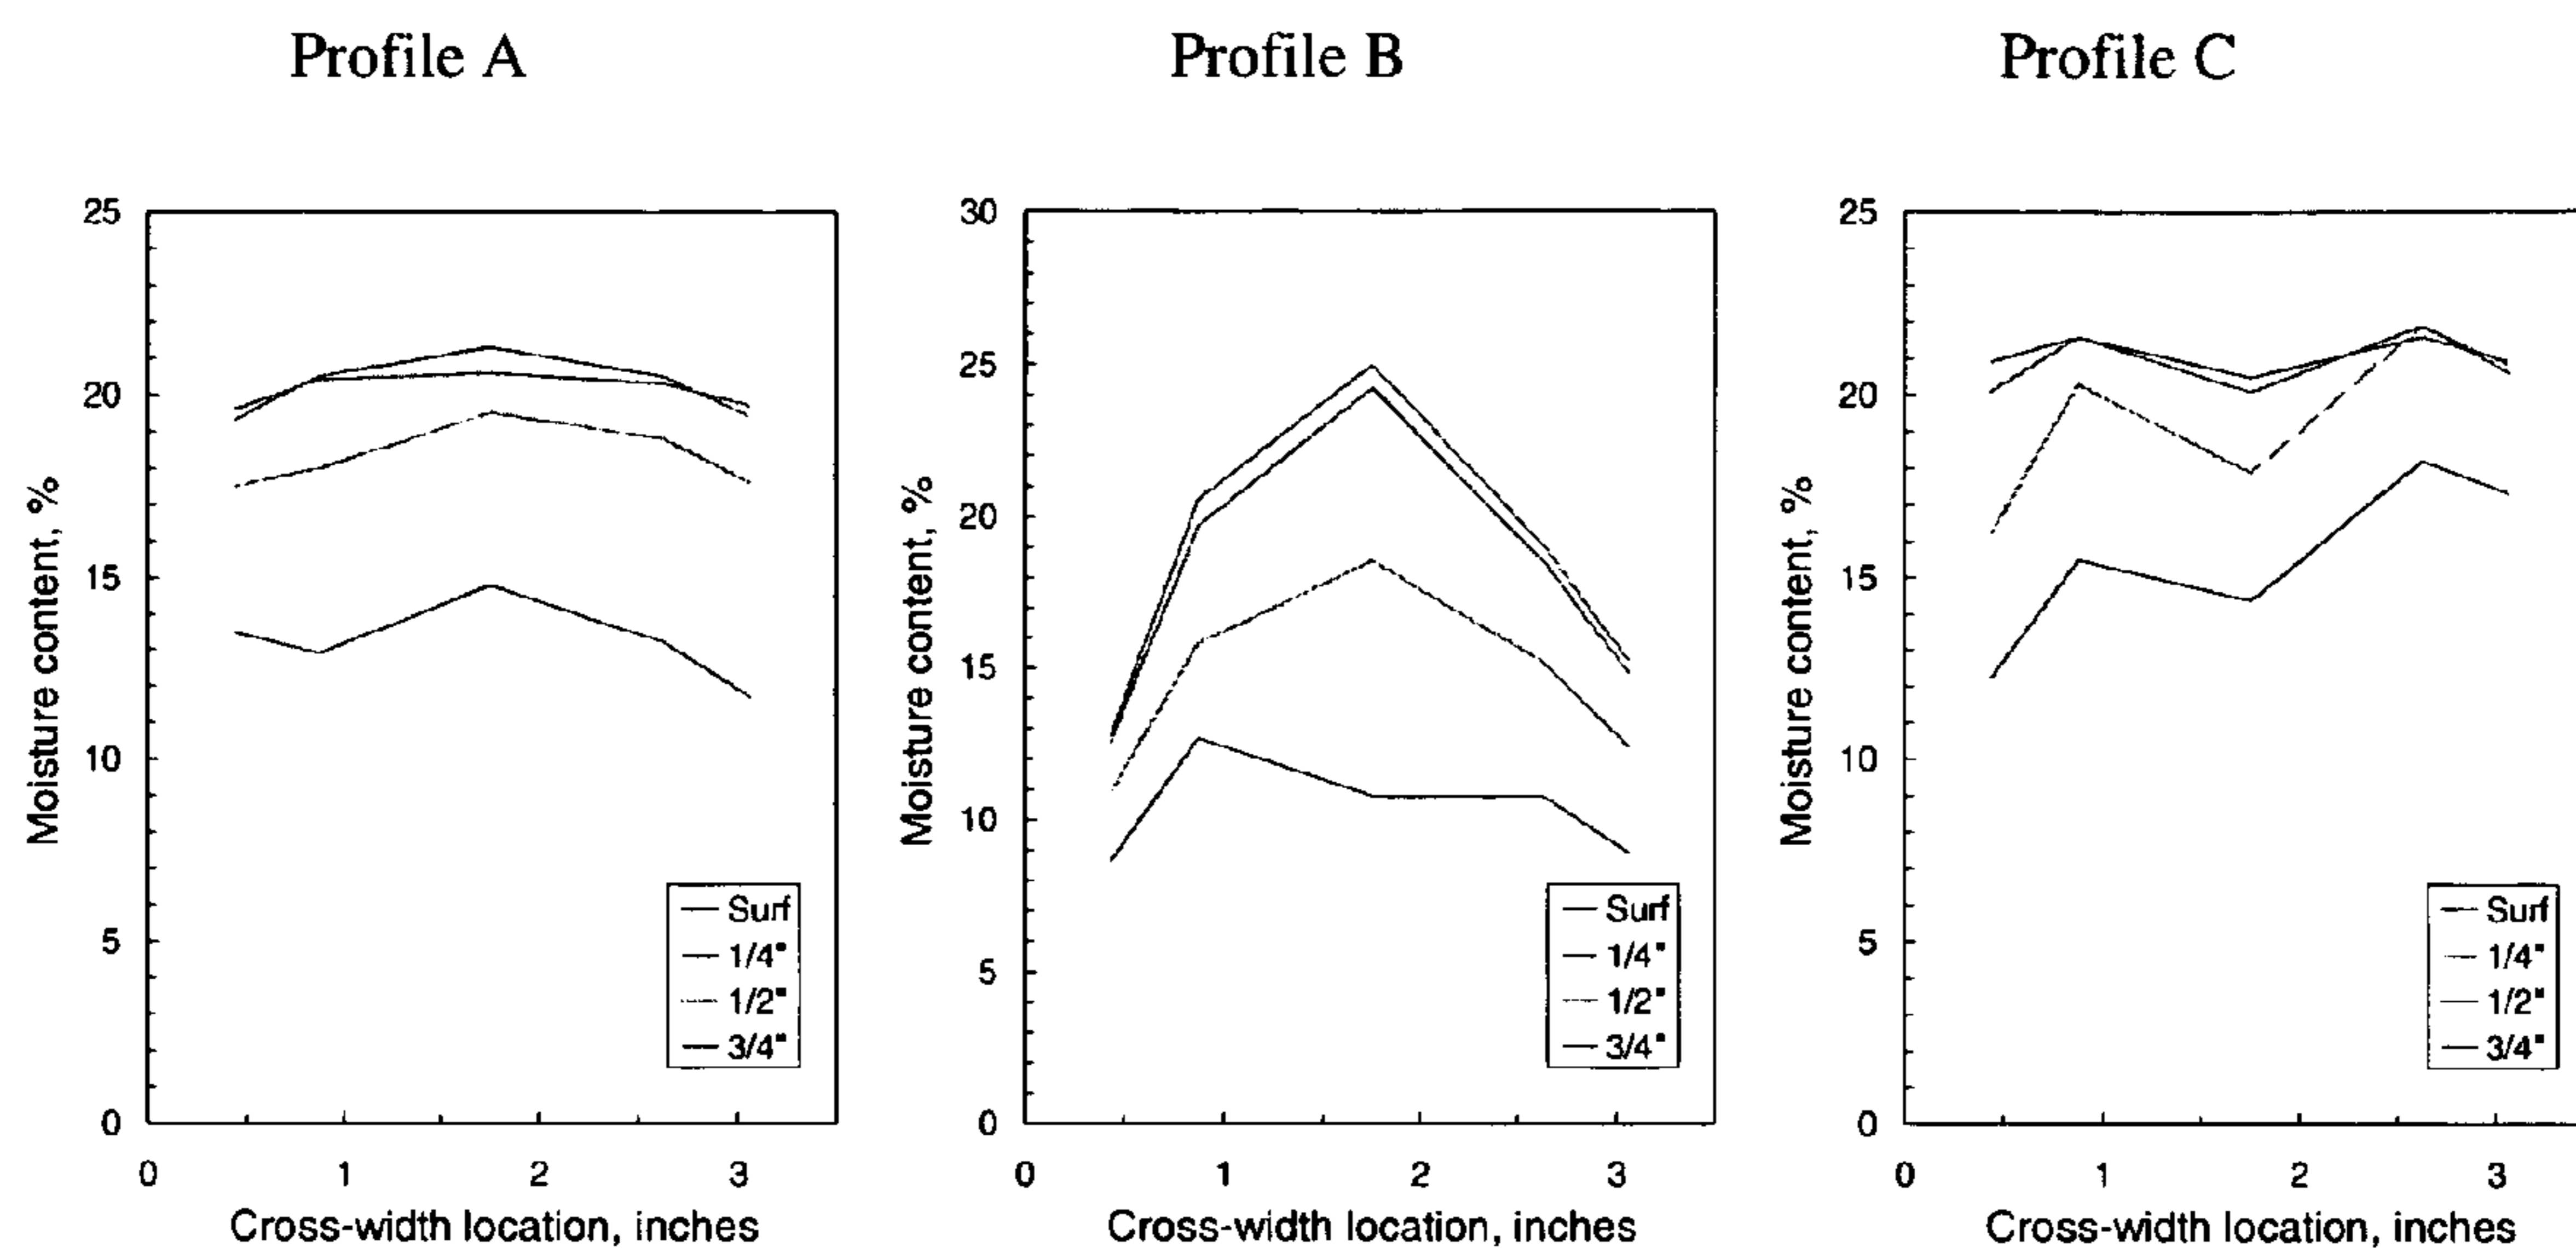 Profile A
Profile B
Profile C
Moisture content, %
25
20
15
10
5
0
Surf
1/4"
1/2"
3/4"
0 1 2 3
Cross-width location, inches
Moisture content, %
30
25
20
15
10
5
0
Surf
1/4"
1/2"
3/4"
0 1 2 3
Cross-width location, inches
Moisture content, %
25
20
15
10
5
0
Surf
1/4"
1/2"
3/4"
0 1 2 3
Cross-width location, inches